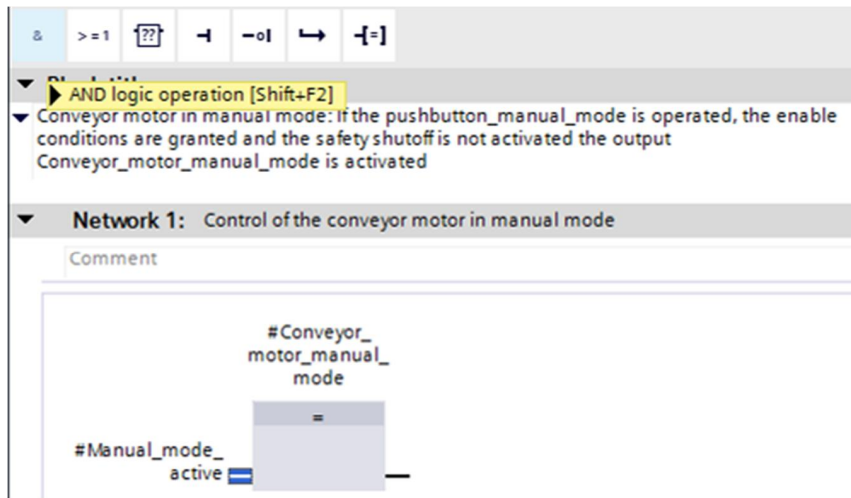 & >=1 ?? -[=]
AND logic operation [Shift+F2]
Conveyor motor in manual mode: If the pushbutton_manual_mode is operated, the enable
conditions are granted and the safety shutoff is not activated the output
Conveyor_motor_manual_mode is activated
Network 1: Control of the conveyor motor in manual mode
Comment
#Conveyor_
motor_manual_
mode
=
#Manual_mode_
active